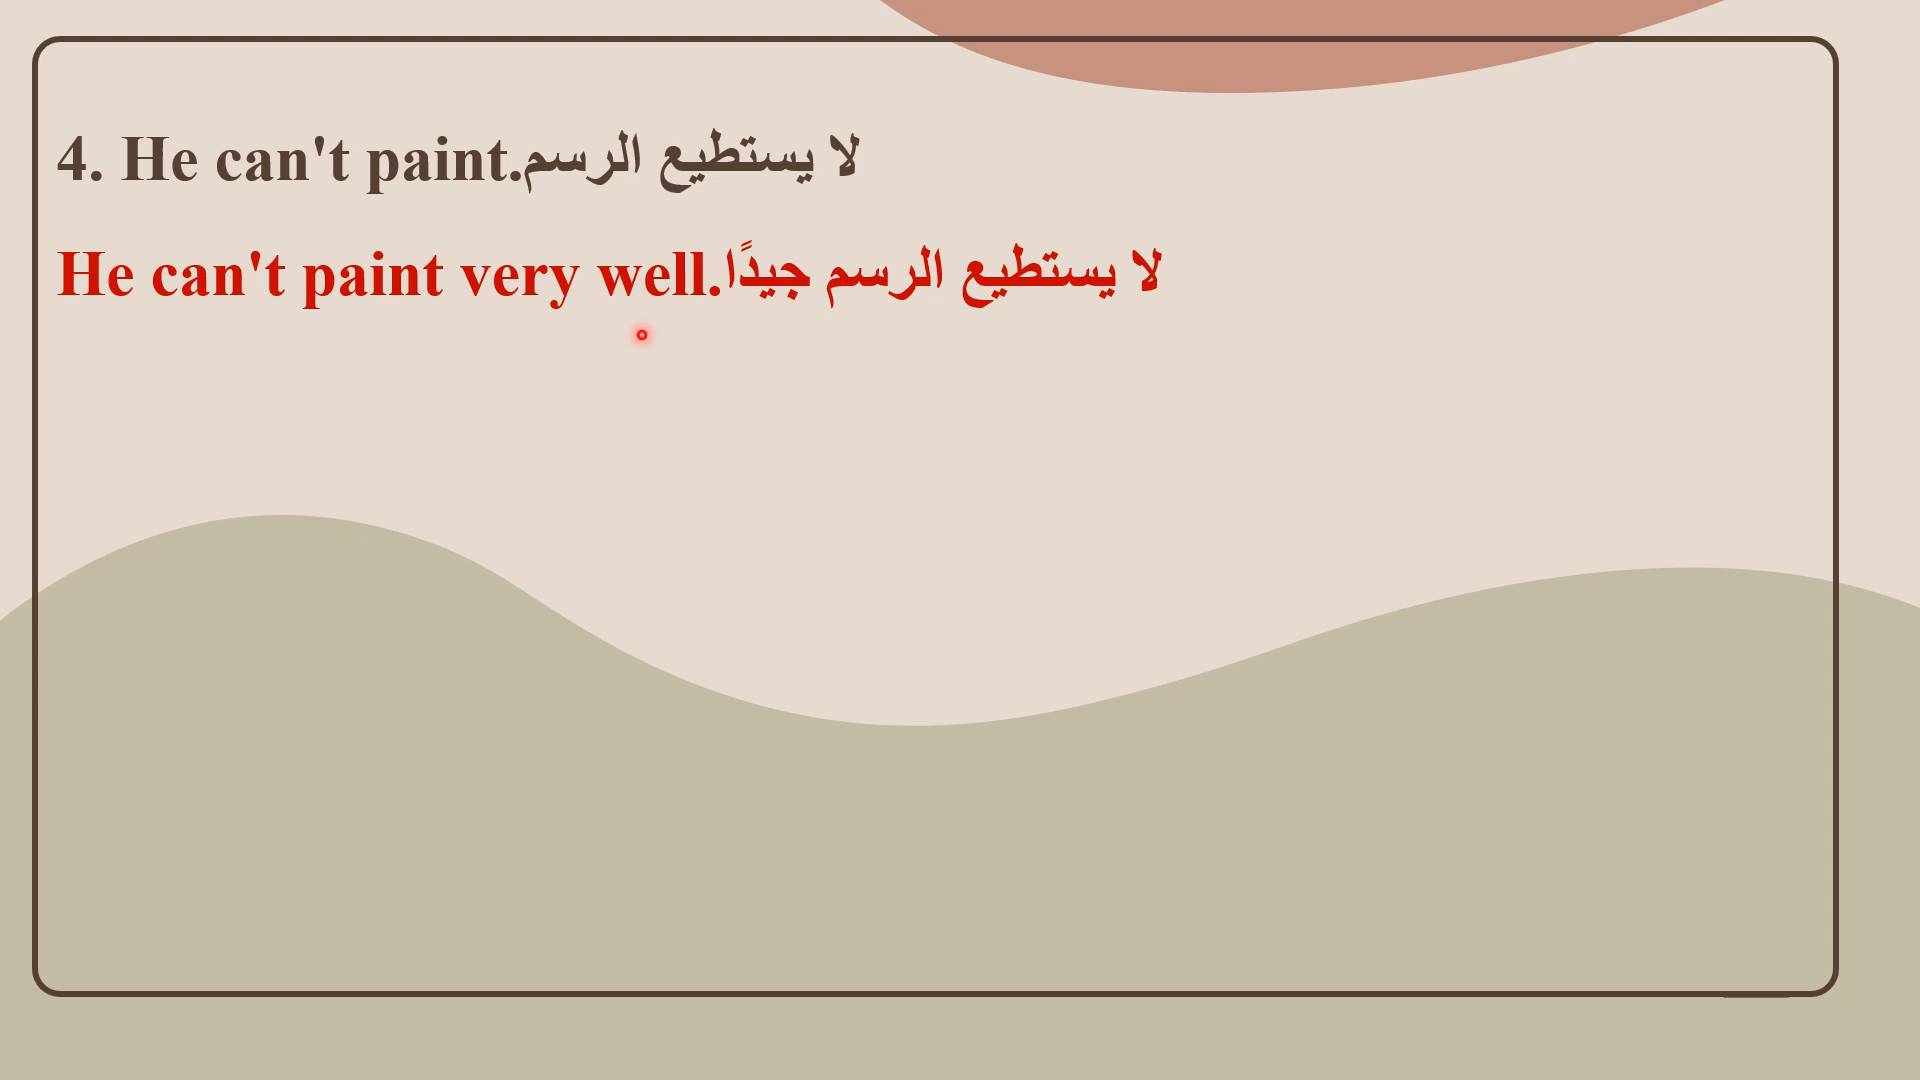 4. He can't paint.لا يستطيع الرسم
He can't paint very well.لا يستطيع الرسم جيدًا